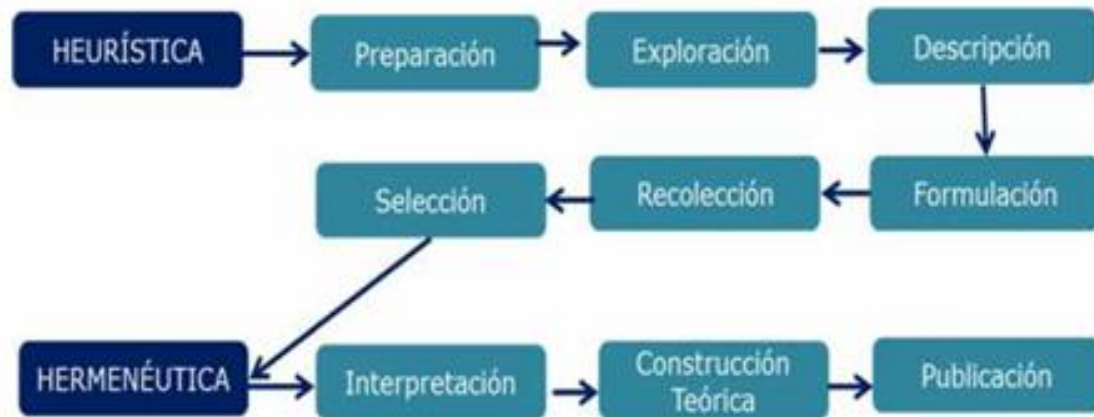 HEURÍSTICA
Preparación
Exploración
Descripción
Formulación
Recolección
Selección
HERMENÉUTICA
Interpretación
Construcción
Teórica
Publicación